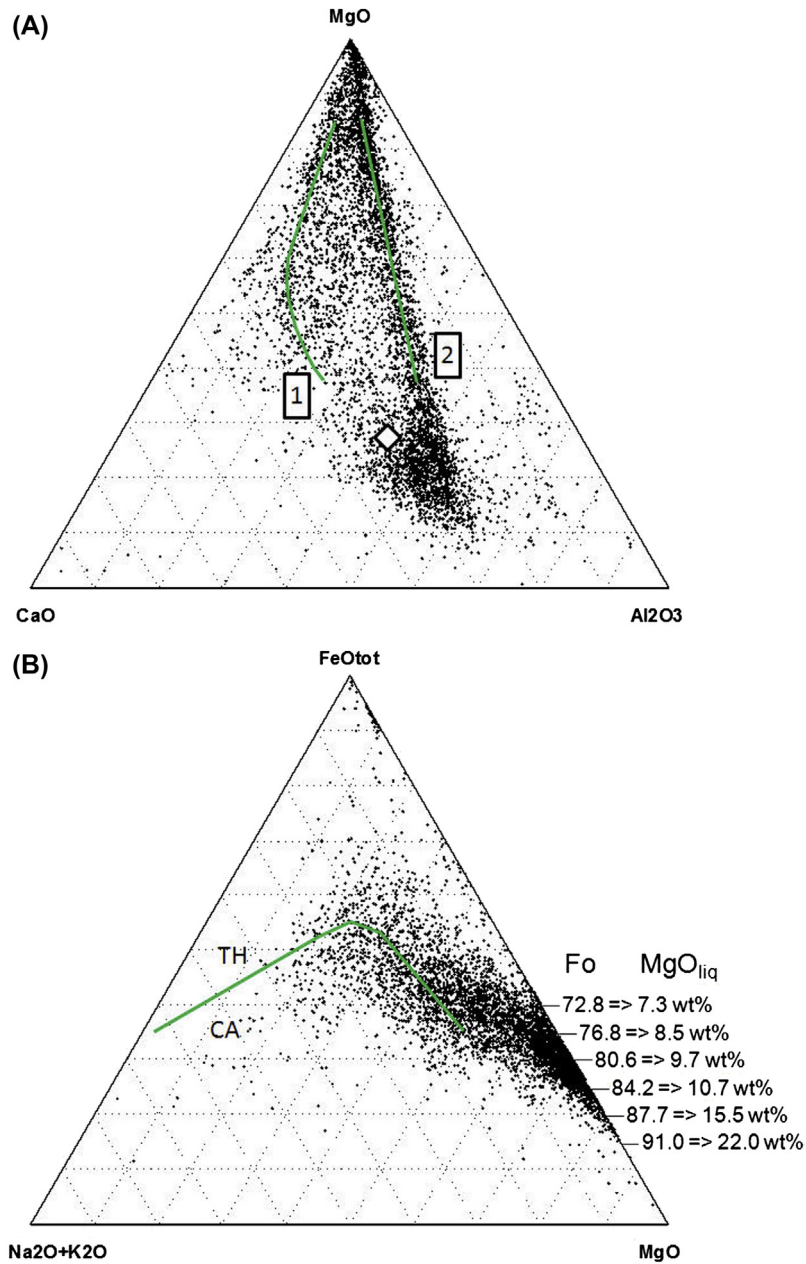 (A)
MgO
2
1
CaO
Al2O3
(B)
FeOtot
TH
CA
Fo MgOliq
72.8 => 7.3 wt%
76.8 => 8.5 wt%
80.6 => 9.7 wt%
84.2 => 10.7 wt%
87.7 => 15.5 wt%
91.0 => 22.0 wt%
Na2O+K2O
MgO